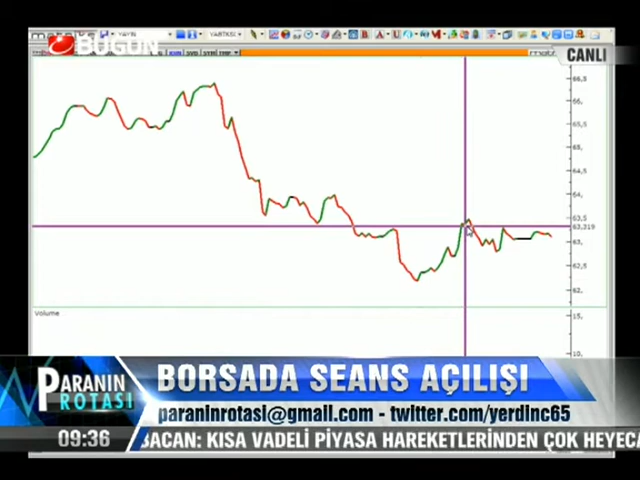 BUGÜN
CANLI
66,5
66,
65,5
65,
64,5
64,
63,5
63,319
63,
62,5
62,
Volume
15,
10,
PARANIN
ROTASI
BORSADA SEANS AÇILIŞI
paraninrotasi@gmail.com - twitter.com/yerdinc65
09:36
BACAN: KISA VADELİ PİYASA HAREKETLERİNDEN ÇOK HEYECA